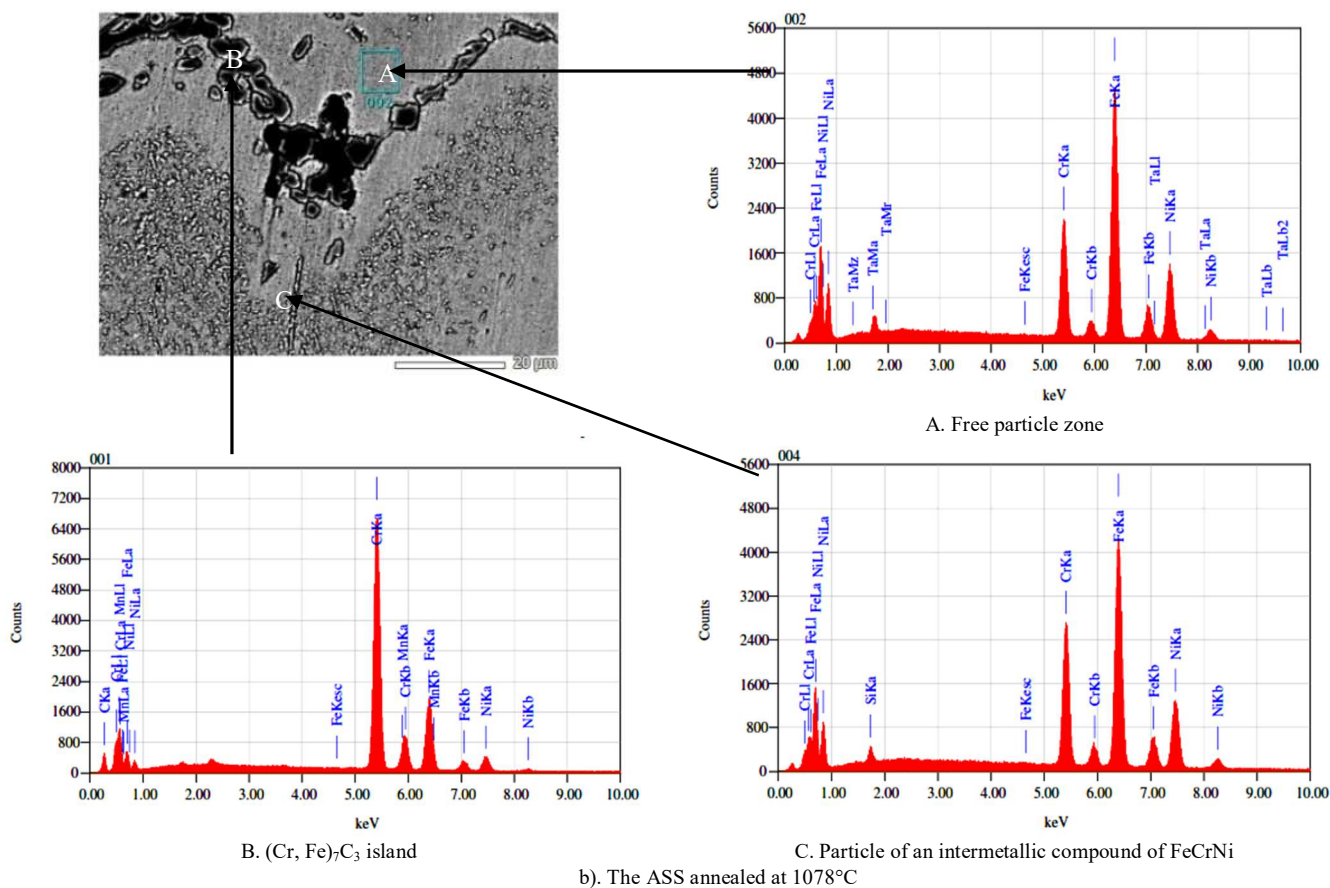 B
A
002
C
20 µm
002
5600
4800
4000
3200
2400
1600
800
0
Counts
CrLl
CrLa FeLl
FeLa NiLl
NiLa
TaMz
TaMa
TaMr
FeKesc
CrKa
CrKb
FeKa
FeKb
TaLl
NiKa
TaLa
NiKb
TaLb
TaLb2
0.00 1.00 2.00 3.00 4.00 5.00 6.00 7.00 8.00 9.00 10.00
keV
A. Free particle zone
001
8000
7200
6400
5600
4800
4000
3200
2400
1600
800
0
Counts
CKa
CrLl
CrLa MnLl
MnLa FeLl
NiLl FeLa
NiLa
FeKesc
CrKa
CrKb
MnKa
FeKa
MnKb
FeKb
NiKa
NiKb
0.00 1.00 2.00 3.00 4.00 5.00 6.00 7.00 8.00 9.00 10.00
keV
B. (Cr, Fe)₇C₃ island
004
5600
4800
4000
3200
2400
1600
800
0
Counts
CrLl
CrLa FeLl
FeLa NiLl
NiLa
SiKa
FeKesc
CrKa
CrKb
FeKa
FeKb
NiKa
NiKb
0.00 1.00 2.00 3.00 4.00 5.00 6.00 7.00 8.00 9.00 10.00
keV
C. Particle of an intermetallic compound of FeCrNi
b). The ASS annealed at 1078°C